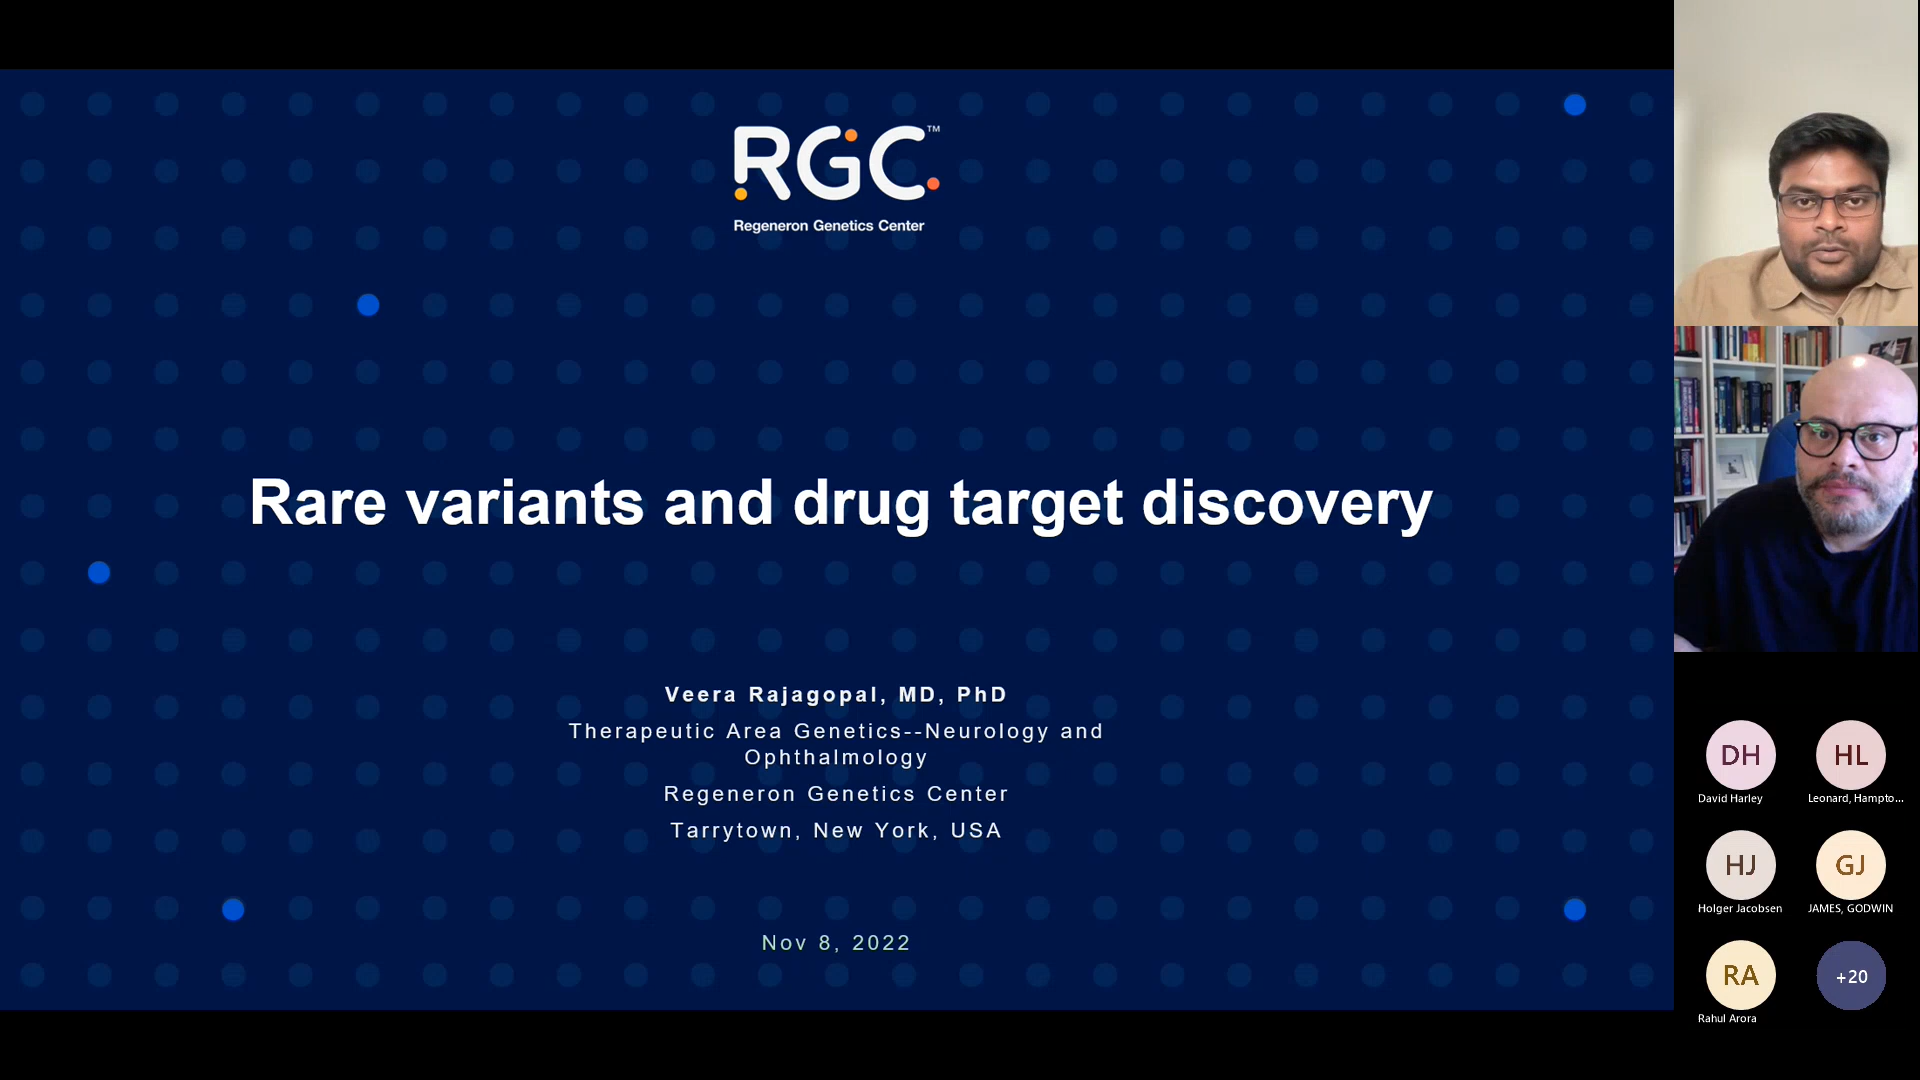 RGC™
Regeneron Genetics Center
Rare variants and drug target discovery
Veera Rajagopal, MD, PhD
Therapeutic Area Genetics--Neurology and
Ophthalmology
Regeneron Genetics Center
Tarrytown, New York, USA
Nov 8, 2022
DH
David Harley
HL
Leonard, Hampto...
HJ
Holger Jacobsen
GJ
JAMES, GODWIN
RA
Rahul Arora
+20